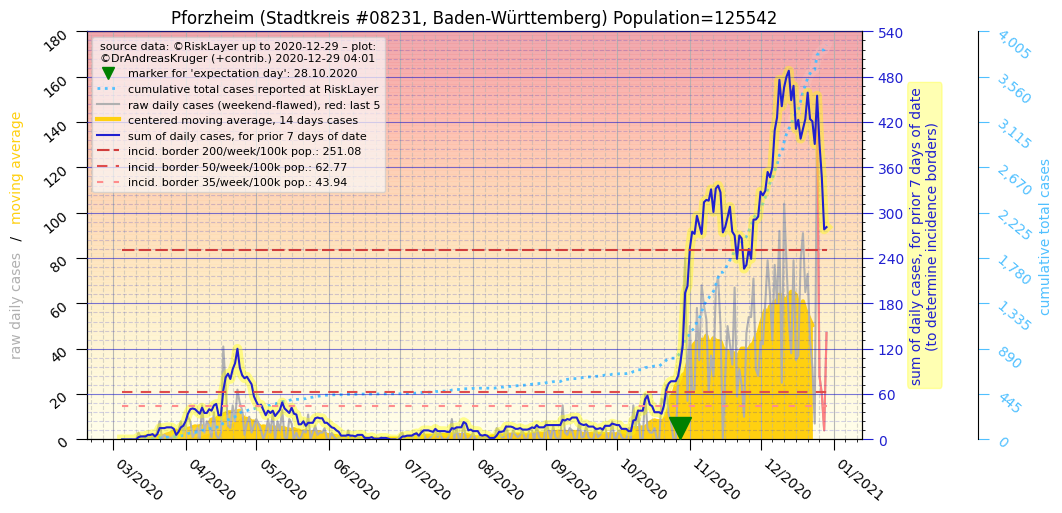 Pforzheim (Stadtkreis #08231, Baden-Württemberg) Population=125542
source data: ©RiskLayer up to 2020-12-29 – plot:
©DrAndreasKruger (+contrib.) 2020-12-29 04:01
marker for 'expectation day': 28.10.2020
cumulative total cases reported at RiskLayer
raw daily cases (weekend-flawed), red: last 5
centered moving average, 14 days cases
sum of daily cases, for prior 7 days of date
incid. border 200/week/100k pop.: 251.08
incid. border 50/week/100k pop.: 62.77
incid. border 35/week/100k pop.: 43.94
raw daily cases / moving average
180
160
140
120
100
80
60
40
20
0
03/2020
04/2020
05/2020
06/2020
07/2020
08/2020
09/2020
10/2020
11/2020
12/2020
01/2021
540
480
420
360
300
240
180
120
60
0
sum of daily cases, for prior 7 days of date
(to determine incidence borders)
4,005
3,560
3,115
2,670
2,225
1,780
1,335
890
445
0
cumulative total cases